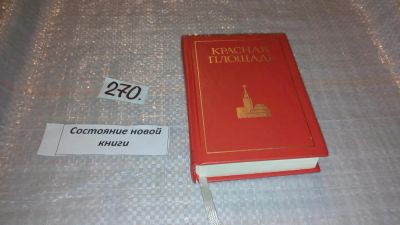 КРАСНАЯ
ПЛОЩАДЬ
270.
Состояние новой
книги